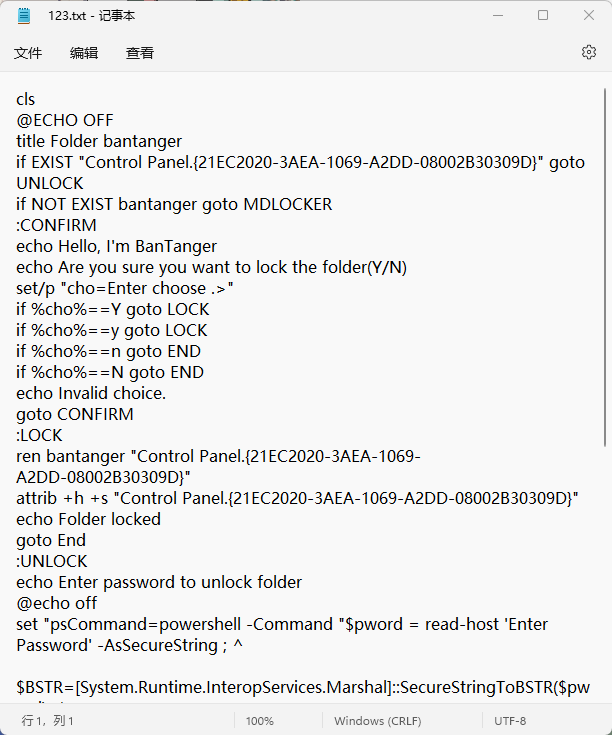 123.txt - 记事本
文件 编辑 查看
cls
@ECHO OFF
title Folder bantanger
if EXIST "Control Panel.{21EC2020-3AEA-1069-A2DD-08002B30309D}" goto
UNLOCK
if NOT EXIST bantanger goto MDLOCKER
:CONFIRM
echo Hello, I'm BanTanger
echo Are you sure you want to lock the folder(Y/N)
set/p "cho=Enter choose .>"
if %cho%==Y goto LOCK
if %cho%==y goto LOCK
if %cho%==n goto END
if %cho%==N goto END
echo Invalid choice.
goto CONFIRM
:LOCK
ren bantanger "Control Panel.{21EC2020-3AEA-1069-
A2DD-08002B30309D}"
attrib +h +s "Control Panel.{21EC2020-3AEA-1069-A2DD-08002B30309D}"
echo Folder locked
goto End
:UNLOCK
echo Enter password to unlock folder
@echo off
set "psCommand=powershell -Command "$pword = read-host 'Enter
Password' -AsSecureString ; ^
$BSTR=[System.Runtime.InteropServices.Marshal]::SecureStringToBSTR($pw
行 1，列 1 100% Windows (CRLF) UTF-8